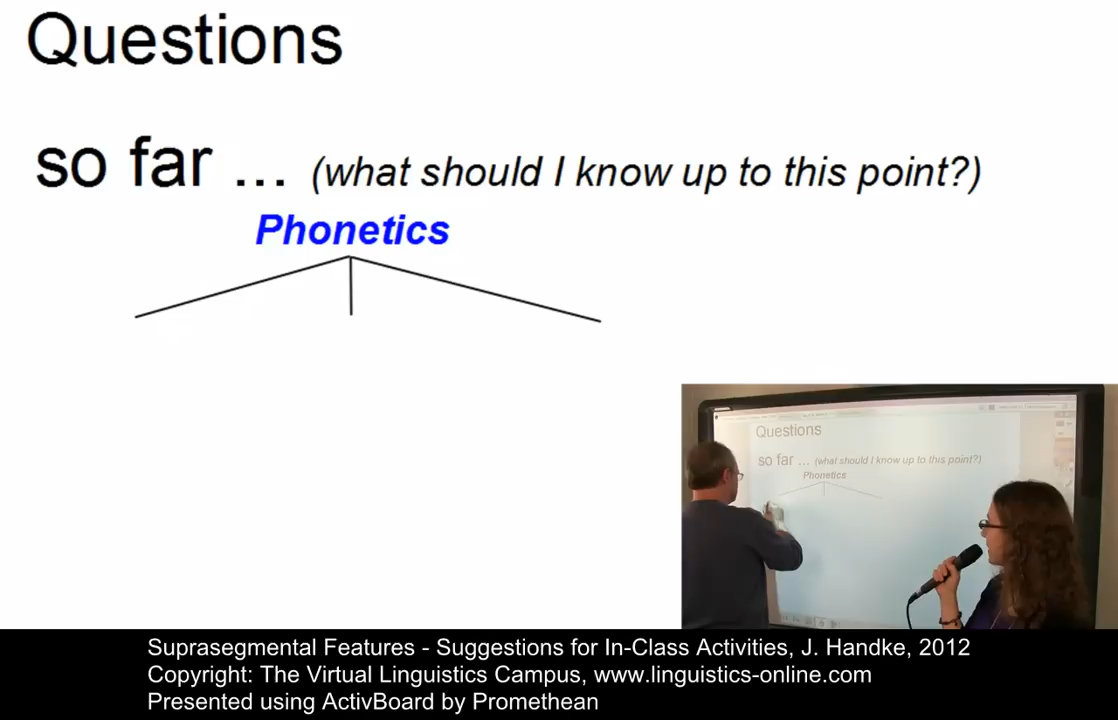 Questions
so far ... (what should I know up to this point?)
Phonetics
Questions
so far ... (what should I know up to this point?)
Phonetics
Suprasegmental Features - Suggestions for In-Class Activities, J. Handke, 2012
Copyright: The Virtual Linguistics Campus, www.linguistics-online.com
Presented using ActivBoard by Promethean